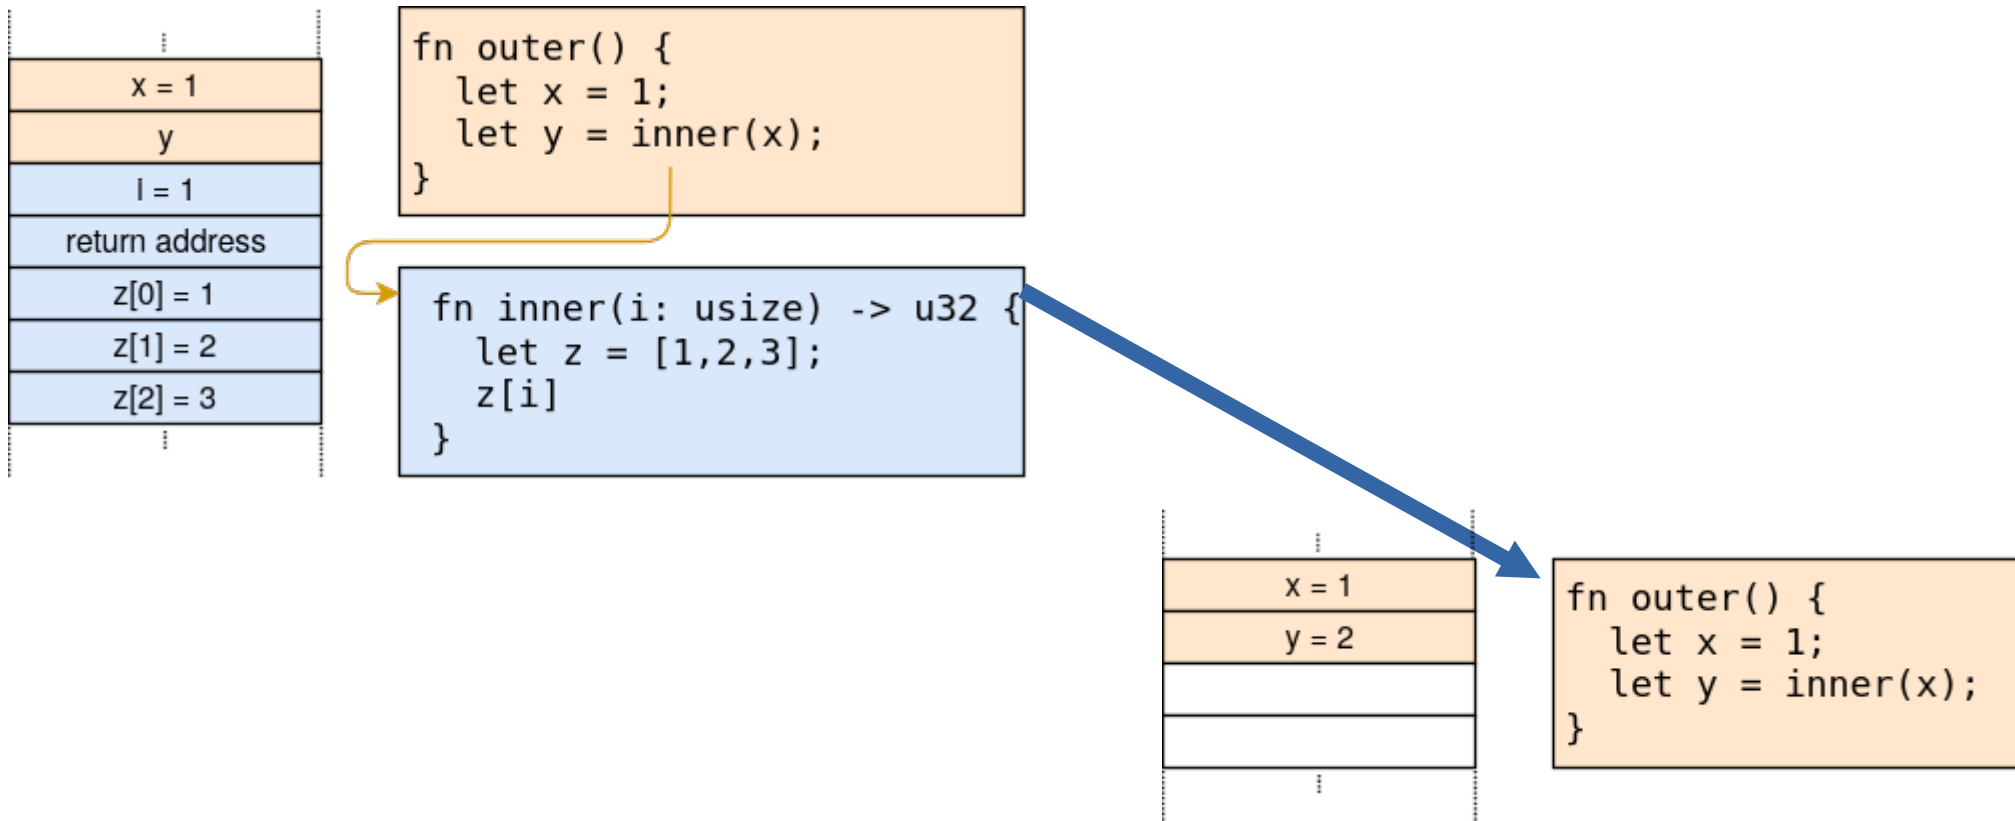 x = 1
y
i = 1
return address
z[0] = 1
z[1] = 2
z[2] = 3
fn outer() {
  let x = 1;
  let y = inner(x);
}
fn inner(i: usize) -> u32 {
  let z = [1,2,3];
  z[i]
}
x = 1
y = 2
fn outer() {
  let x = 1;
  let y = inner(x);
}